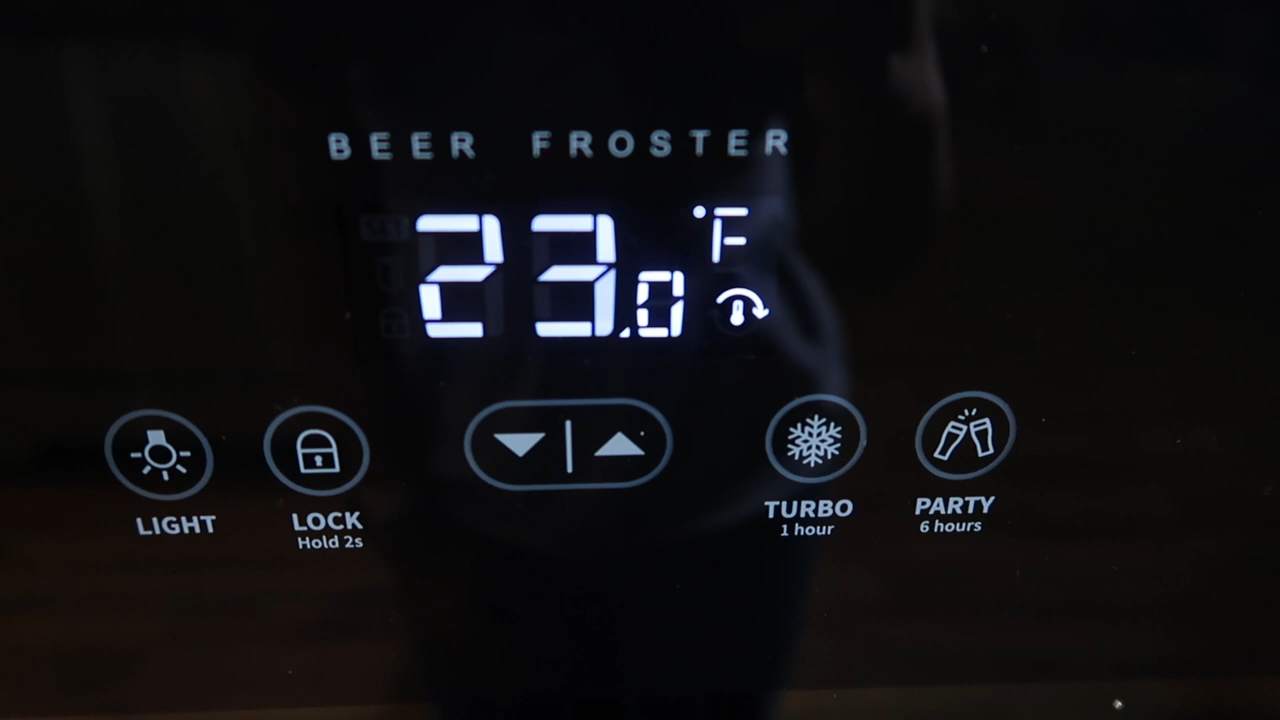 BEER FROSTER
23.0 °F
LIGHT
LOCK
Hold 2s
TURBO
1 hour
PARTY
6 hours